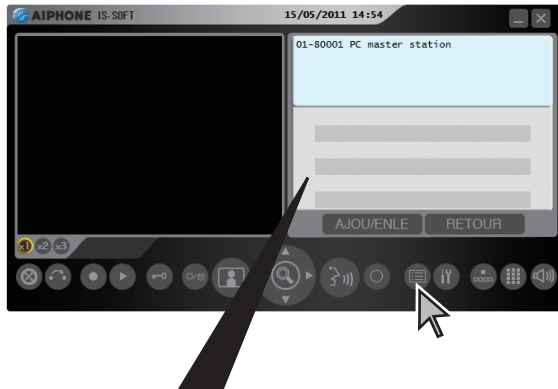 AIPHONE IS-SOFT
15/05/2011 14:54
01-80001 PC master station
AJOU/ENLE
RETOUR
x1 x2 x3